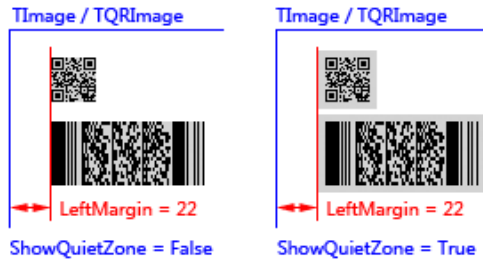 TImage / TQRImage
LeftMargin = 22
ShowQuietZone = False
TImage / TQRImage
LeftMargin = 22
ShowQuietZone = True